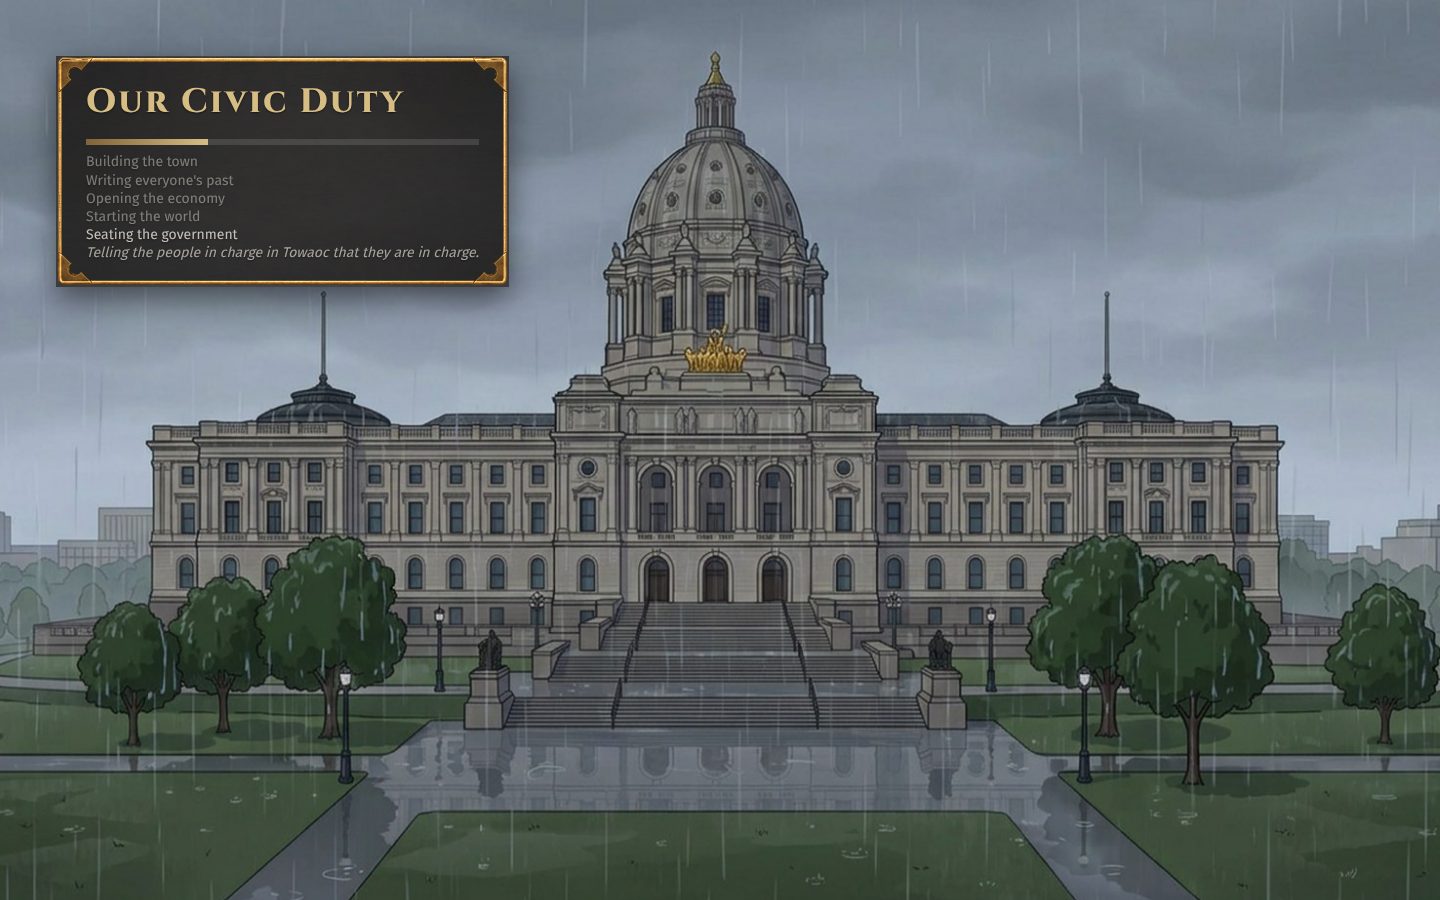 Our Civic Duty
Building the town
Writing everyone's past
Opening the economy
Starting the world
Seating the government
Telling the people in charge in Towaoc that they are in charge.